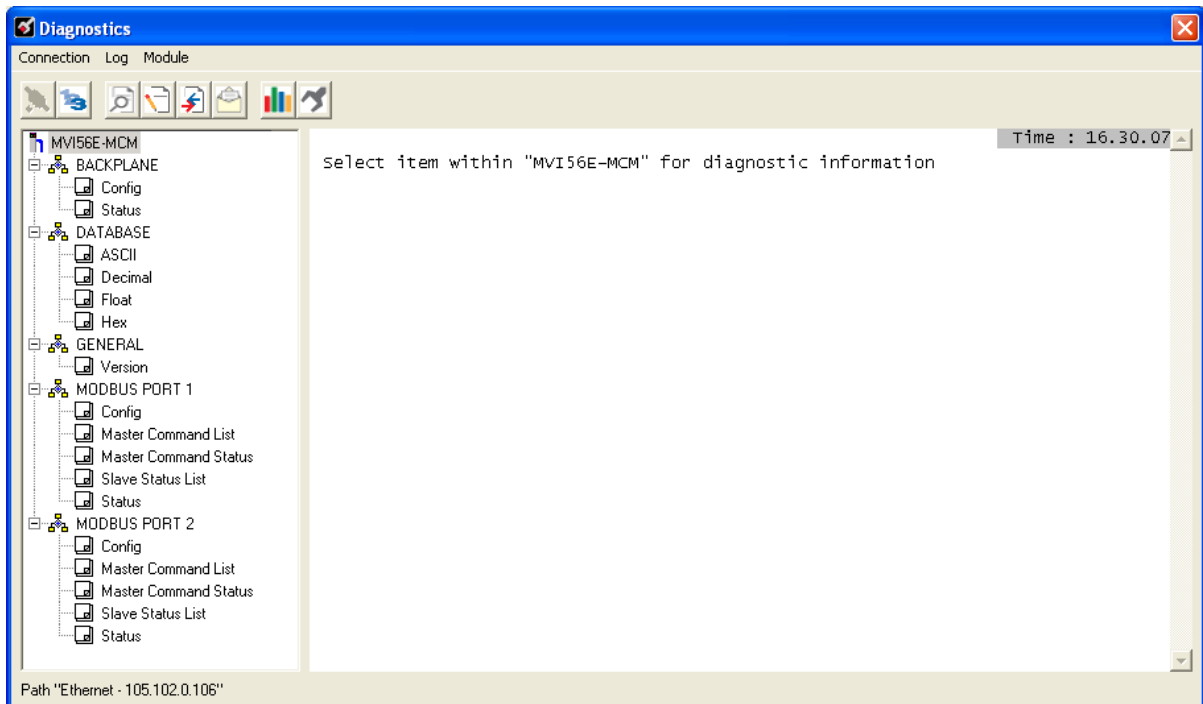 Diagnostics
Connection Log Module
MVI56E-MCM
BACKPLANE
Config
Status
DATABASE
ASCII
Decimal
Float
Hex
GENERAL
Version
MODBUS PORT 1
Config
Master Command List
Master Command Status
Slave Status List
Status
MODBUS PORT 2
Config
Master Command List
Master Command Status
Slave Status List
Status
Time : 16.30.07
Select item within "MVI56E-MCM" for diagnostic information
Path "Ethernet - 105.102.0.106"